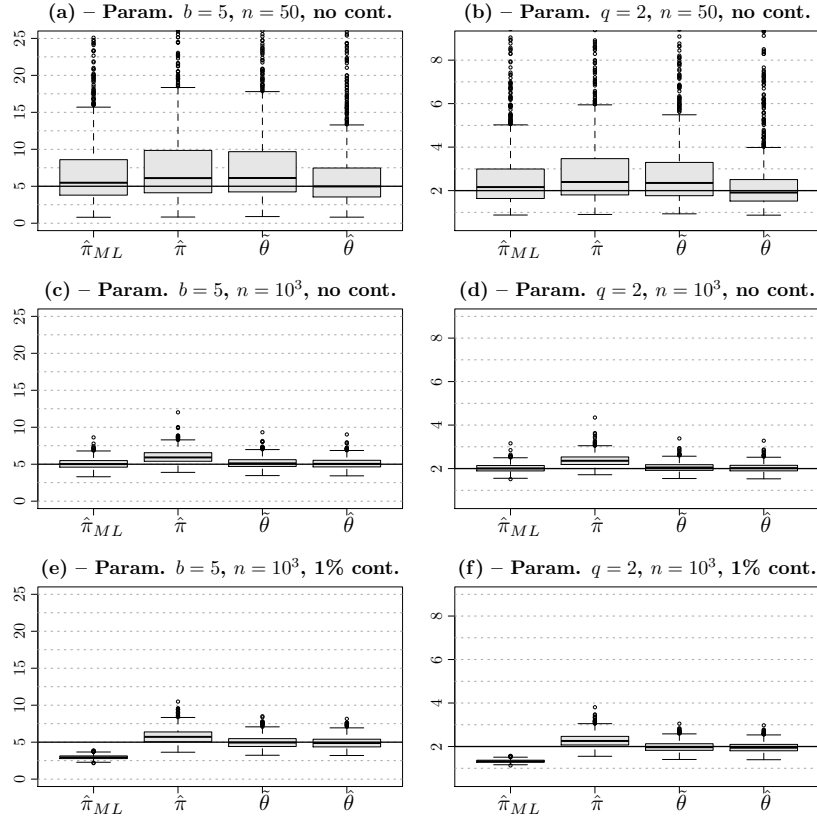 (a) – Param. b = 5, n = 50, no cont.
0 5 10 15 20 25
π̂_ML π̂ θ̃ θ̂
(b) – Param. q = 2, n = 50, no cont.
2 4 6 8
π̂_ML π̂ θ̃ θ̂
(c) – Param. b = 5, n = 10³, no cont.
0 5 10 15 20 25
π̂_ML π̂ θ̃ θ̂
(d) – Param. q = 2, n = 10³, no cont.
2 4 6 8
π̂_ML π̂ θ̃ θ̂
(e) – Param. b = 5, n = 10³, 1% cont.
0 5 10 15 20 25
π̂_ML π̂ θ̃ θ̂
(f) – Param. q = 2, n = 10³, 1% cont.
2 4 6 8
π̂_ML π̂ θ̃ θ̂